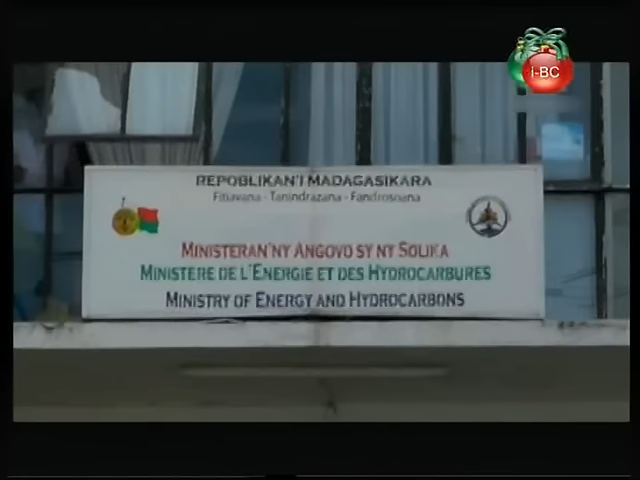 i-BC
REPOBLIKAN'I MADAGASIKARA
Fitiavana - Tanindrazana - Fandrosoana
MINISTERAN'NY ANGOVO SY NY SOLIKA
MINISTERE DE L'ENERGIE ET DES HYDROCARBURES
MINISTRY OF ENERGY AND HYDROCARBONS